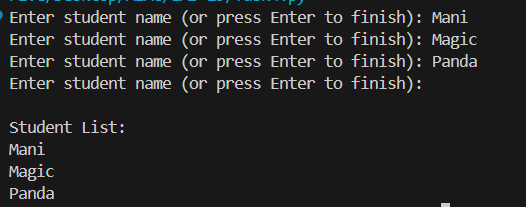 Enter student name (or press Enter to finish): Mani
Enter student name (or press Enter to finish): Magic
Enter student name (or press Enter to finish): Panda
Enter student name (or press Enter to finish):
Student List:
Mani
Magic
Panda